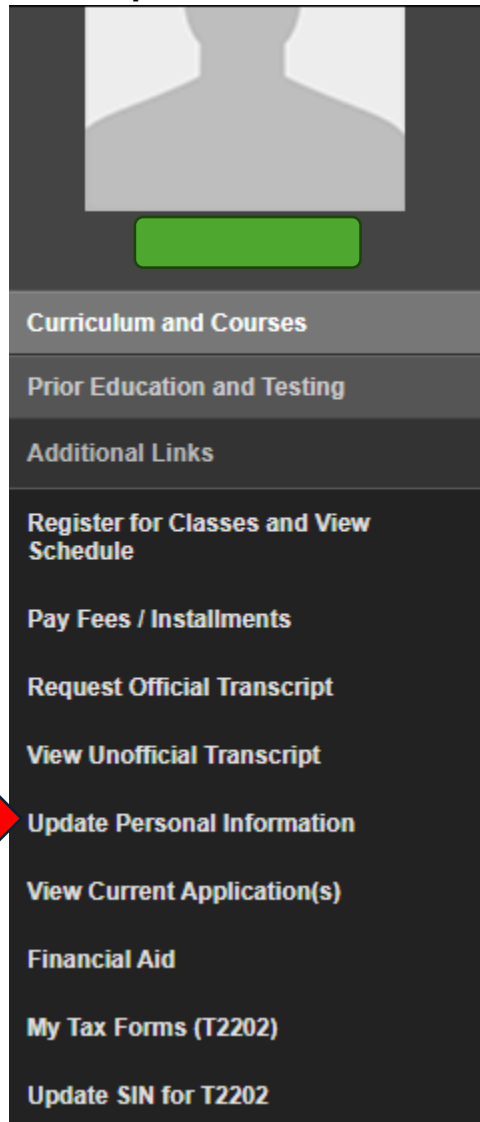 Curriculum and Courses
Prior Education and Testing
Additional Links
Register for Classes and View
Schedule
Pay Fees / Installments
Request Official Transcript
View Unofficial Transcript
Update Personal Information
View Current Application(s)
Financial Aid
My Tax Forms (T2202)
Update SIN for T2202